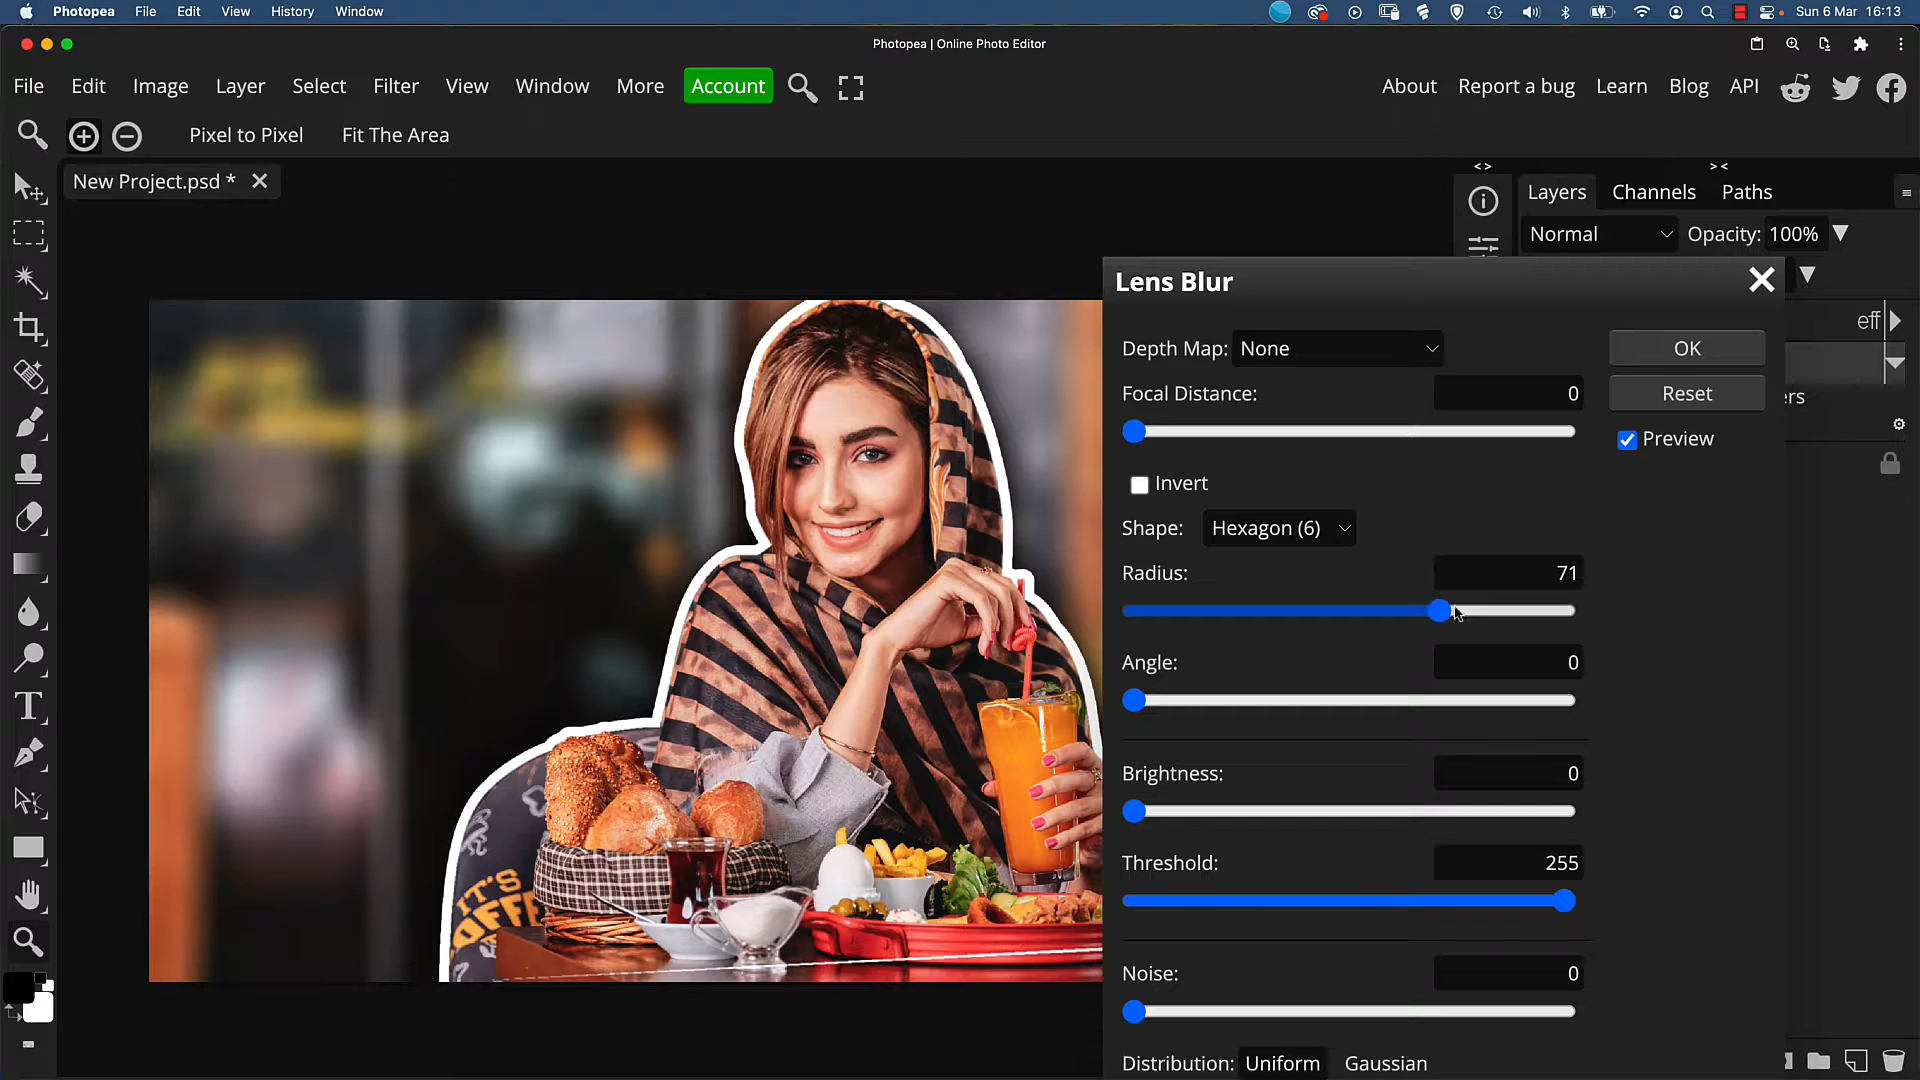 Photopea File Edit View History Window Sun 6 Mar 16:13
Photopea | Online Photo Editor
File Edit Image Layer Select Filter View Window More Account About Report a bug Learn Blog API
Pixel to Pixel Fit The Area
New Project.psd *
Layers Channels Paths
Normal Opacity: 100%
Lens Blur
eff
Depth Map: None OK
Focal Distance: 0 Reset
Preview
Invert
Shape: Hexagon (6)
Radius: 71
Angle: 0
Brightness: 0
Threshold: 255
IT'S
Noise: 0
Distribution: Uniform Gaussian